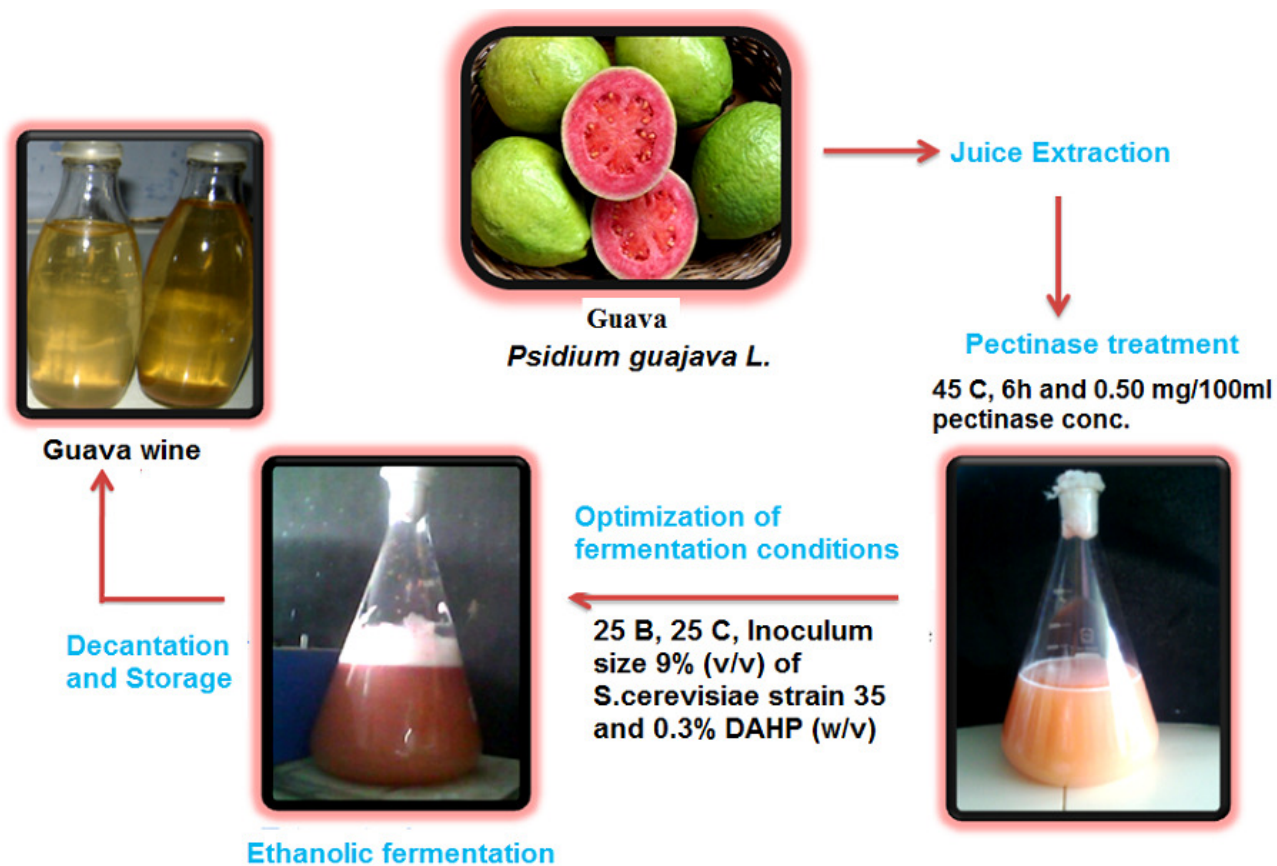 Guava
Psidium guajava L.
Juice Extraction
Pectinase treatment
45 C, 6h and 0.50 mg/100ml
pectinase conc.
Optimization of
fermentation conditions
25 B, 25 C, Inoculum
size 9% (v/v) of
S.cerevisiae strain 35
and 0.3% DAHP (w/v)
Ethanolic fermentation
Decantation
and Storage
Guava wine